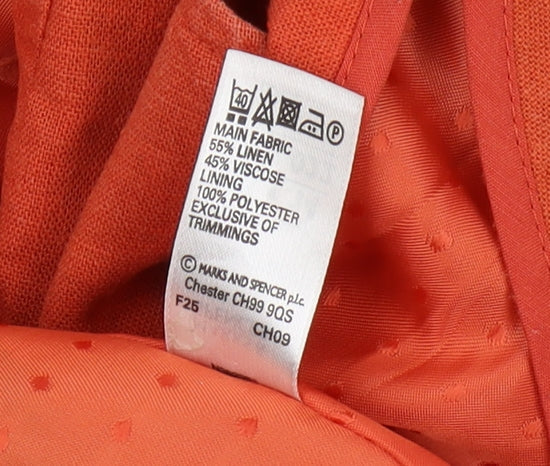 40 P
MAIN FABRIC
55% LINEN
45% VISCOSE
LINING
100% POLYESTER
EXCLUSIVE OF
TRIMMINGS
© MARKS AND SPENCER p.l.c.
Chester CH99 9QS
F25 CH09